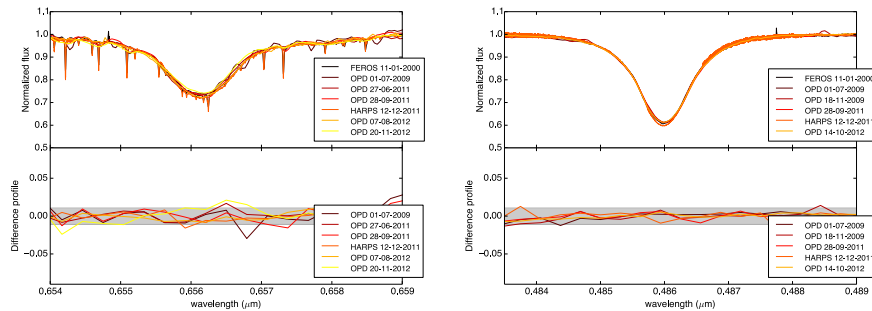 1.1
1.0
0.9
0.8
0.7
0.6
0.5
Normalized flux
FEROS 11-01-2000
OPD 01-07-2009
OPD 27-06-2011
OPD 28-09-2011
HARPS 12-12-2011
OPD 07-08-2012
OPD 20-11-2012
0.05
0.00
−0.05
Difference profile
OPD 01-07-2009
OPD 27-06-2011
OPD 28-09-2011
HARPS 12-12-2011
OPD 07-08-2012
OPD 20-11-2012
0,654
0,655
0,656
0,657
0,658
0,659
wavelength (μm)
1.1
1.0
0.9
0.8
0.7
0.6
0.5
Normalized flux
FEROS 11-01-2000
OPD 01-07-2009
OPD 18-11-2009
OPD 28-09-2011
HARPS 12-12-2011
OPD 14-10-2012
0.05
0.00
−0.05
Difference profile
OPD 01-07-2009
OPD 18-11-2009
OPD 28-09-2011
HARPS 12-12-2011
OPD 14-10-2012
0,484
0,485
0,486
0,487
0,488
0,489
wavelength (μm)